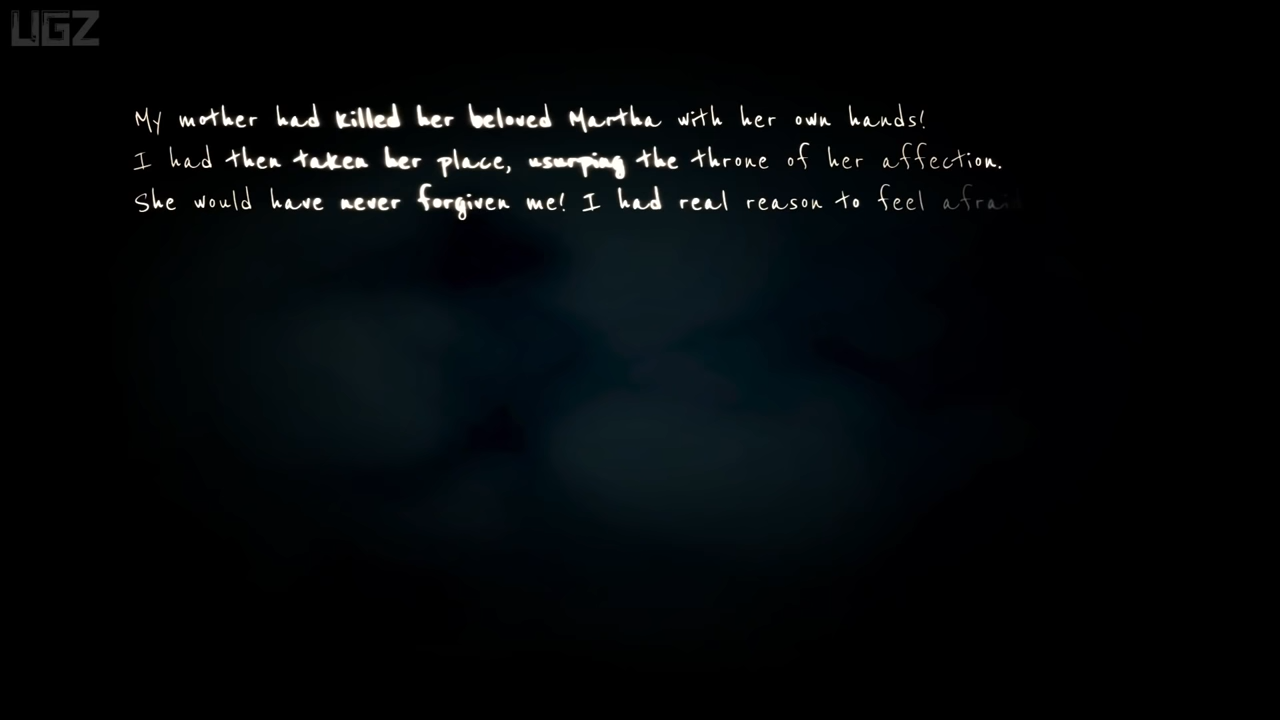 UGZ
My mother had killed her beloved Martha with her own hands!
I had then taken her place, usurping the throne of her affection.
She would have never forgiven me! I had real reason to feel afraid